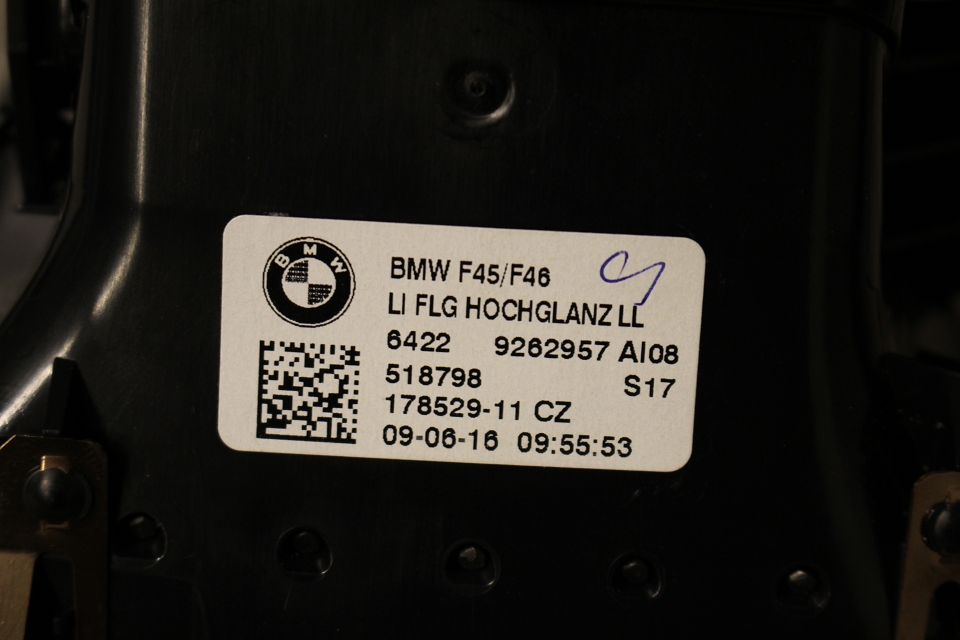 BMW
BMW F45/F46
LI FLG HOCHGLANZ LL
6422 9262957 AI08
518798 S17
178529-11 CZ
09-06-16 09:55:53